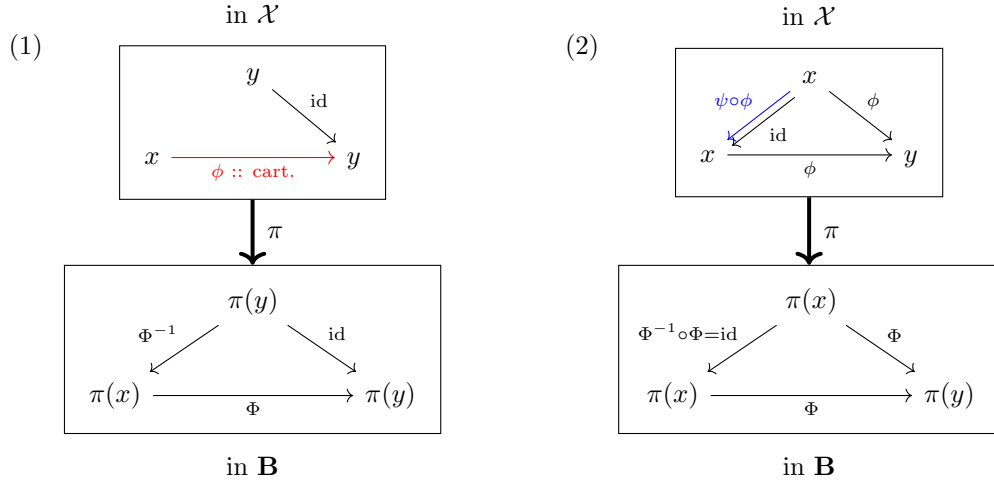 in 𝒳
(1)
y
id
x
y
ϕ :: cart.
π
π(y)
Φ⁻¹
id
π(x)
π(y)
Φ
in B
in 𝒳
(2)
x
ψ∘ϕ
ϕ
id
x
y
ϕ
π
π(x)
Φ⁻¹∘Φ=id
Φ
π(x)
π(y)
Φ
in B